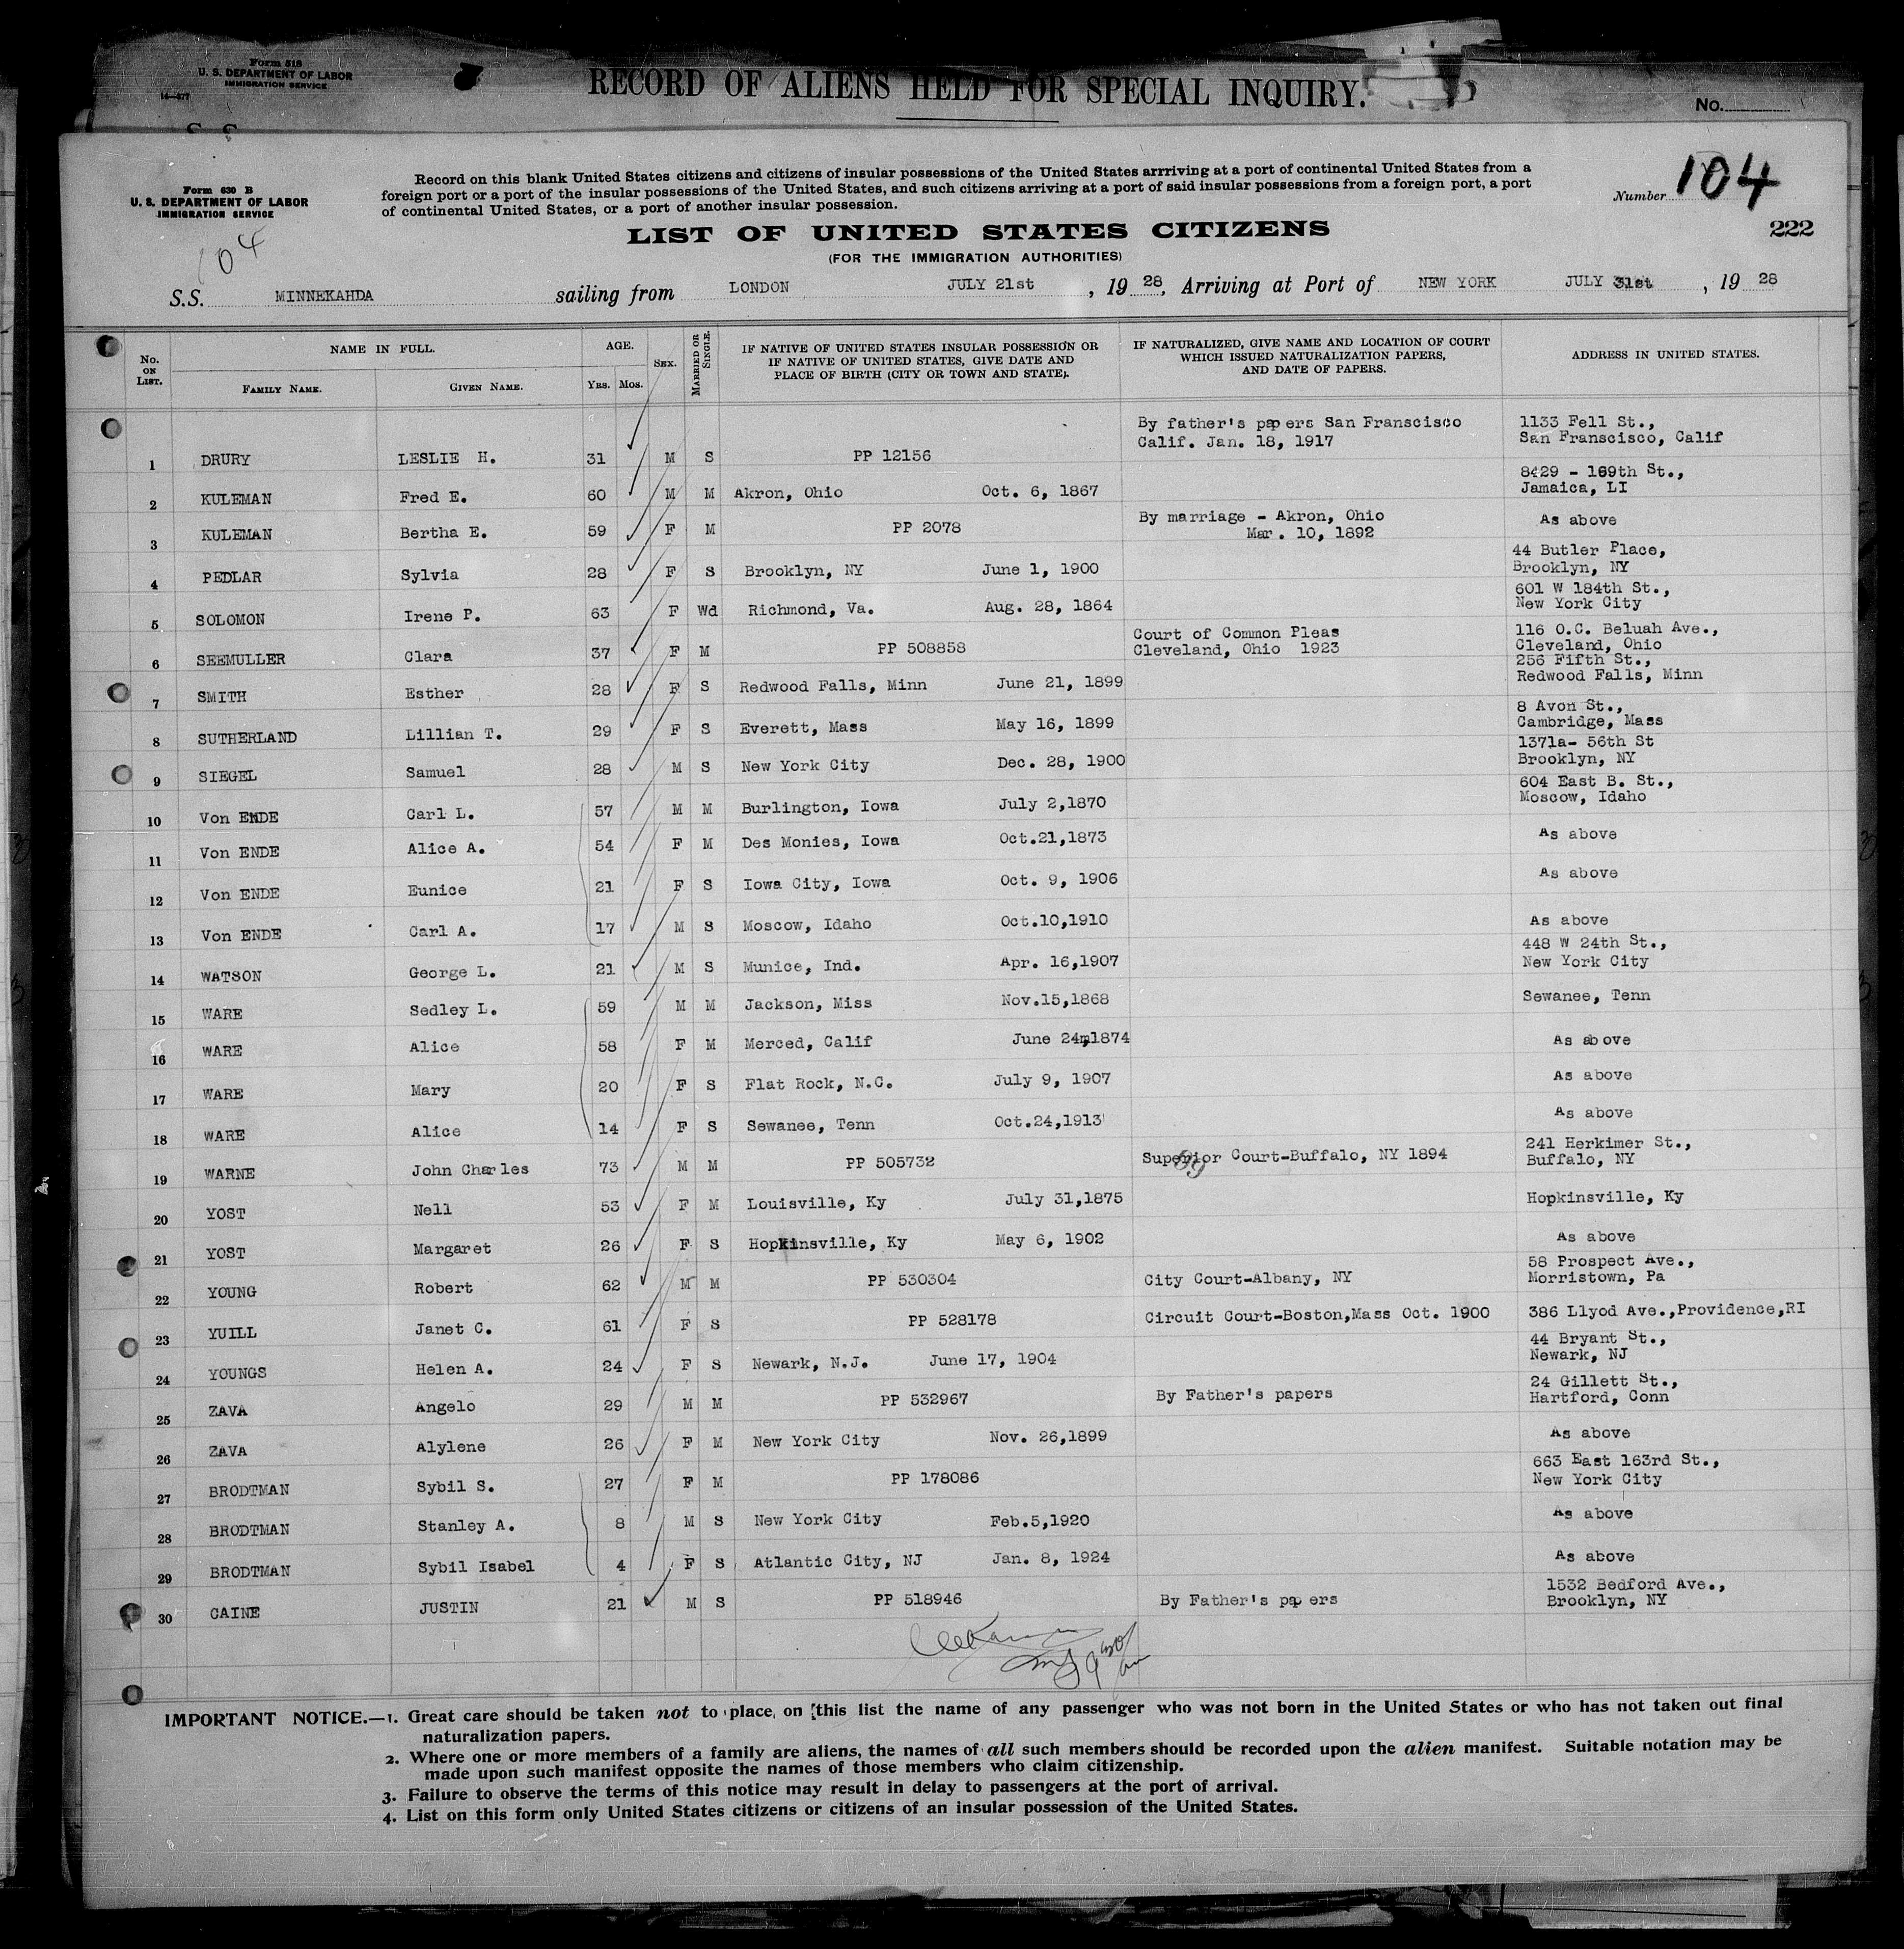 Form 518
U. S. DEPARTMENT OF LABOR
IMMIGRATION SERVICE
14—677
RECORD OF ALIENS HELD FOR SPECIAL INQUIRY.
No.
Form 630 B
U. S. DEPARTMENT OF LABOR
IMMIGRATION SERVICE
104
Record on this blank United States citizens and citizens of insular possessions of the United States arrriving at a port of continental United States from a
foreign port or a port of the insular possessions of the United States, and such citizens arriving at a port of said insular possessions from a foreign port, a port
of continental United States, or a port of another insular possession.
Number 104
222
LIST OF UNITED STATES CITIZENS
(FOR THE IMMIGRATION AUTHORITIES)
S.S. MINNEKAHDA sailing from LONDON JULY 21st , 19 28, Arriving at Port of NEW YORK JULY 31st , 19 28
No. ON LIST. NAME IN FULL. FAMILY NAME. GIVEN NAME. AGE. YRS. MOS. SEX. MARRIED OR SINGLE. IF NATIVE OF UNITED STATES INSULAR POSSESSION OR IF NATIVE OF UNITED STATES, GIVE DATE AND PLACE OF BIRTH (CITY OR TOWN AND STATE). IF NATURALIZED, GIVE NAME AND LOCATION OF COURT WHICH ISSUED NATURALIZATION PAPERS, AND DATE OF PAPERS. ADDRESS IN UNITED STATES.
1 DRURY LESLIE H. 31 M S PP 12156 By father's papers San Franscisco Calif. Jan. 18, 1917 1133 Fell St., San Franscisco, Calif
2 KULEMAN Fred E. 60 M M Akron, Ohio Oct. 6, 1867 8429 - 169th St., Jamaica, LI
3 KULEMAN Bertha E. 59 F M PP 2078 By marriage - Akron, Ohio Mar. 10, 1892 As above
4 PEDLAR Sylvia 28 F S Brooklyn, NY June 1, 1900 44 Butler Place, Brooklyn, NY
5 SOLOMON Irene P. 63 F Wd Richmond, Va. Aug. 28, 1864 601 W 184th St., New York City
6 SEEMULLER Clara 37 F M PP 508858 Court of Common Pleas Cleveland, Ohio 1923 116 O.C. Beluah Ave., Cleveland, Ohio
7 SMITH Esther 28 F S Redwood Falls, Minn June 21, 1899 256 Fifth St., Redwood Falls, Minn
8 SUTHERLAND Lillian T. 29 F S Everett, Mass May 16, 1899 8 Avon St., Cambridge, Mass
9 SIEGEL Samuel 28 M S New York City Dec. 28, 1900 1371a- 56th St Brooklyn, NY
10 Von ENDE Carl L. 57 M M Burlington, Iowa July 2,1870 604 East B. St., Moscow, Idaho
11 Von ENDE Alice A. 54 F M Des Monies, Iowa Oct.21,1873 As above
12 Von ENDE Eunice 21 F S Iowa City, Iowa Oct. 9, 1906 As above
13 Von ENDE Carl A. 17 M S Moscow, Idaho Oct.10,1910 As above
14 WATSON George L. 21 M S Munice, Ind. Apr. 16,1907 448 W 24th St., New York City
15 WARE Sedley L. 59 M M Jackson, Miss Nov.15,1868 Sewanee, Tenn
16 WARE Alice 58 F M Merced, Calif June 24m1874 As above
17 WARE Mary 20 F S Flat Rock, N.C. July 9, 1907 As above
18 WARE Alice 14 F S Sewanee, Tenn Oct.24,1913 As above
19 WARNE John Charles 73 M M PP 505732 Superior Court-Buffalo, NY 1894 241 Herkimer St., Buffalo, NY
20 YOST Nell 53 F M Louisville, Ky July 31,1875 Hopkinsville, Ky
21 YOST Margaret 26 F S Hopkinsville, Ky May 6, 1902 As above
22 YOUNG Robert 62 M M PP 530304 City Court-Albany, NY 58 Prospect Ave., Morristown, Pa
23 YUILL Janet C. 61 F S PP 528178 Circuit Court-Boston,Mass Oct. 1900 386 Llyod Ave.,Providence,RI
24 YOUNGS Helen A. 24 F S Newark, N.J. June 17, 1904 44 Bryant St., Newark, NJ
25 ZAVA Angelo 29 M M PP 532967 By Father's papers 24 Gillett St., Hartford, Conn
26 ZAVA Alylene 26 F M New York City Nov. 26,1899 As above
27 BRODTMAN Sybil S. 27 F M PP 178086 663 East 163rd St., New York City
28 BRODTMAN Stanley A. 8 M S New York City Feb.5,1920 As above
29 BRODTMAN Sybil Isabel 4 F S Atlantic City, NJ Jan. 8, 1924 As above
30 CAINE JUSTIN 21 M S PP 518946 By Father's papers 1532 Bedford Ave., Brooklyn, NY
IMPORTANT NOTICE.—1. Great care should be taken not to place on this list the name of any passenger who was not born in the United States or who has not taken out final
naturalization papers.
2. Where one or more members of a family are aliens, the names of all such members should be recorded upon the alien manifest. Suitable notation may be
made upon such manifest opposite the names of those members who claim citizenship.
3. Failure to observe the terms of this notice may result in delay to passengers at the port of arrival.
4. List on this form only United States citizens or citizens of an insular possession of the United States.